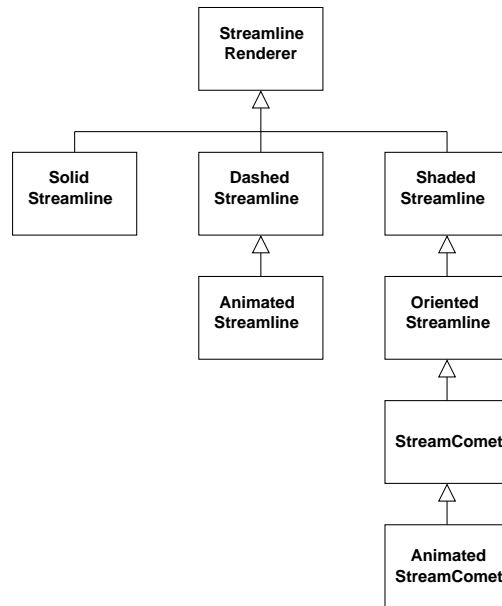 Streamline
Renderer
Solid
Streamline
Dashed
Streamline
Shaded
Streamline
Animated
Streamline
Oriented
Streamline
StreamComet
Animated
StreamComet